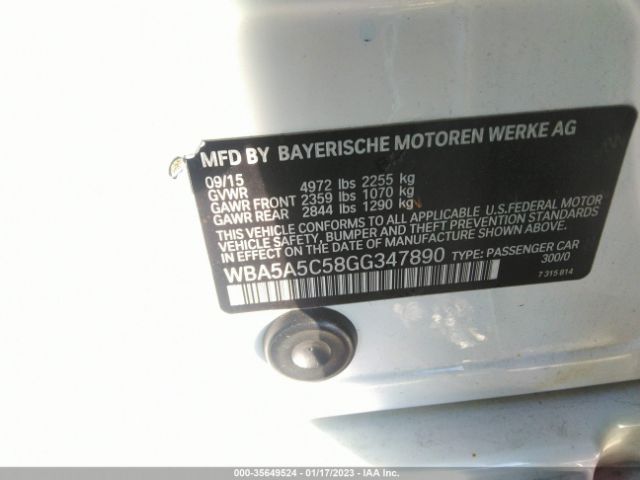 MFD BY BAYERISCHE MOTOREN WERKE AG
09/15
GVWR 4972 lbs 2255 kg
GAWR FRONT 2359 lbs 1070 kg
GAWR REAR 2844 lbs 1290 kg
THIS VEHICLE CONFORMS TO ALL APPLICABLE U.S.FEDERAL MOTOR
VEHICLE SAFETY, BUMPER AND THEFT PREVENTION STANDARDS IN
EFFECT ON THE DATE OF MANUFACTURE SHOWN ABOVE.
WBA5A5C58GG347890 TYPE: PASSENGER CAR
300/0
7 315 814
000-35649524 — 01/17/2023 — IAA Inc.